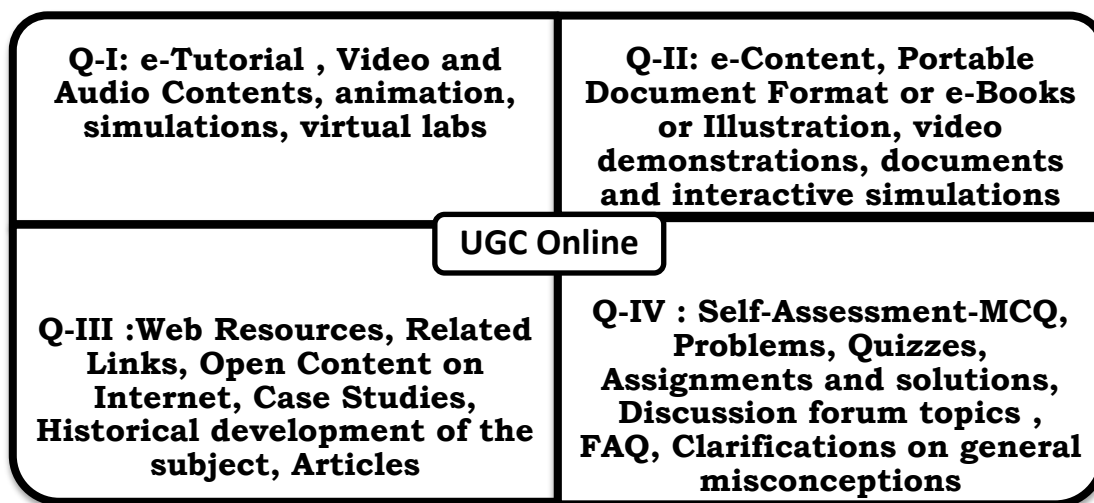 Q-I: e-Tutorial , Video and
Audio Contents, animation,
simulations, virtual labs
Q-II: e-Content, Portable
Document Format or e-Books
or Illustration, video
demonstrations, documents
and interactive simulations
UGC Online
Q-III :Web Resources, Related
Links, Open Content on
Internet, Case Studies,
Historical development of the
subject, Articles
Q-IV : Self-Assessment-MCQ,
Problems, Quizzes,
Assignments and solutions,
Discussion forum topics ,
FAQ, Clarifications on general
misconceptions